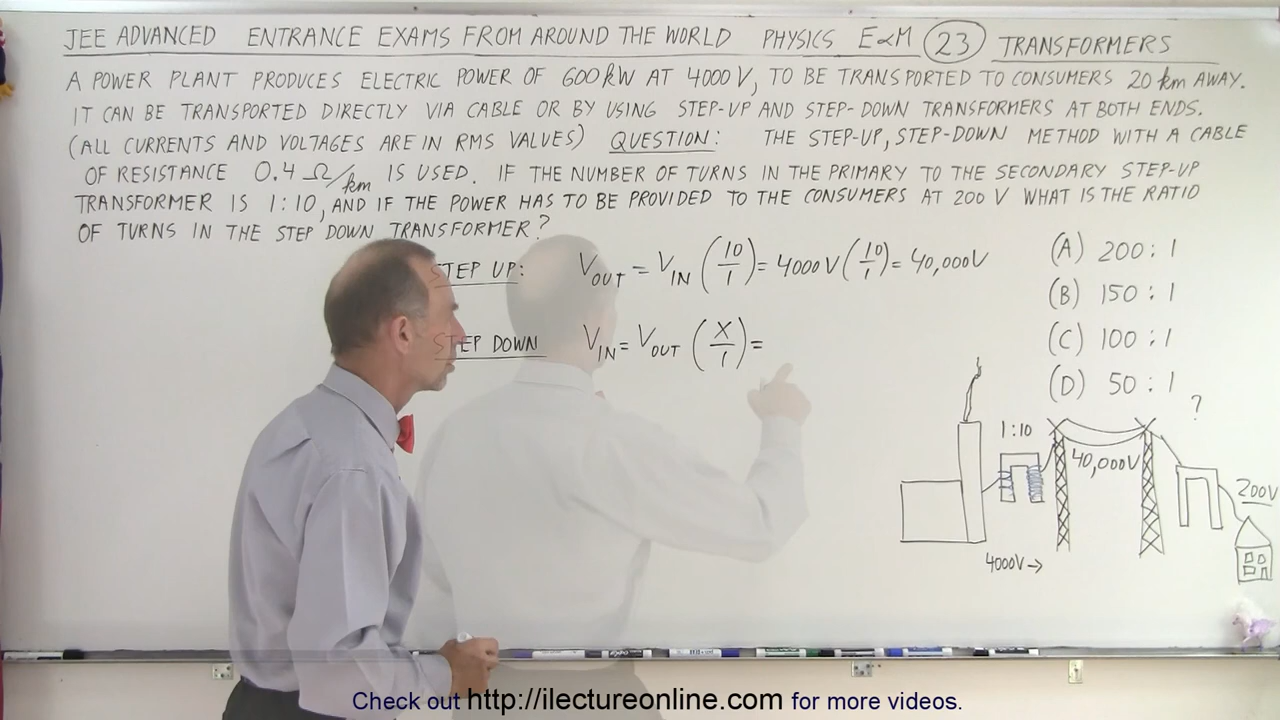 JEE ADVANCED ENTRANCE EXAMS FROM AROUND THE WORLD PHYSICS E∝M 23 TRANSFORMERS
A POWER PLANT PRODUCES ELECTRIC POWER OF 600 kW AT 4000 V, TO BE TRANSPORTED TO CONSUMERS 20 km AWAY.
IT CAN BE TRANSPORTED DIRECTLY VIA CABLE OR BY USING STEP-UP AND STEP-DOWN TRANSFORMERS AT BOTH ENDS.
(ALL CURRENTS AND VOLTAGES ARE IN RMS VALUES) QUESTION: THE STEP-UP, STEP-DOWN METHOD WITH A CABLE
OF RESISTANCE 0.4 Ω/km IS USED. IF THE NUMBER OF TURNS IN THE PRIMARY TO THE SECONDARY STEP-UP
TRANSFORMER IS 1:10, AND IF THE POWER HAS TO BE PROVIDED TO THE CONSUMERS AT 200 V WHAT IS THE RATIO
OF TURNS IN THE STEP DOWN TRANSFORMER?
STEP UP: V_OUT = V_IN (10/1) = 4000V (10/1) = 40,000V
STEP DOWN V_IN = V_OUT (X/1) =
(A) 200 : 1
(B) 150 : 1
(C) 100 : 1
(D) 50 : 1
?
1:10
40,000V
200V
4000V →
Check out http://ilectureonline.com for more videos.